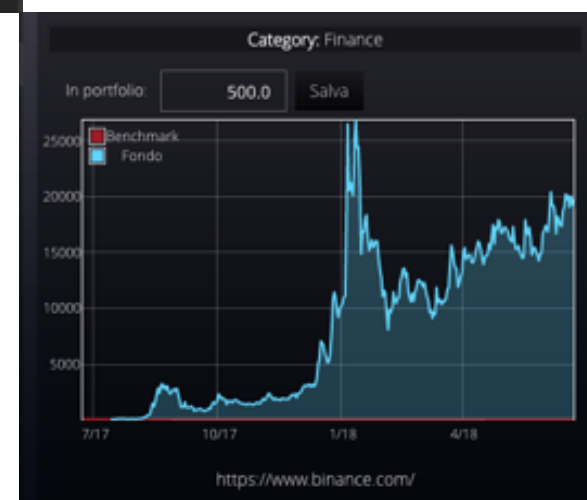 Category: Finance
In portfolio: 500.0 Salva
Benchmark
Fondo
25000
20000
15000
10000
5000
7/17 10/17 1/18 4/18
https://www.binance.com/